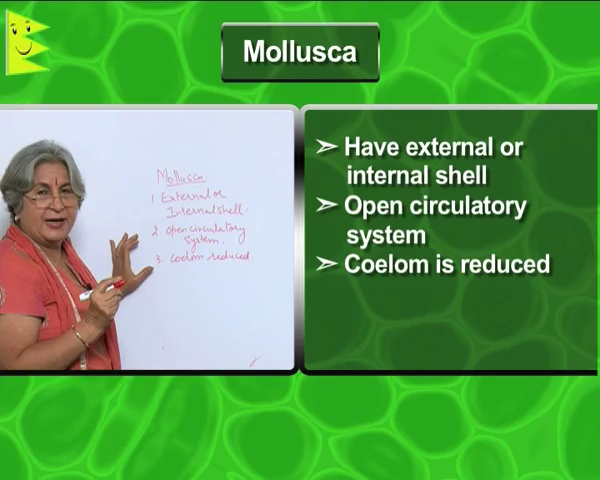 Mollusca
Mollusca
1 External or
Internal shell.
2. Open circulatory
System.
3. Coelom reduced.
➢ Have external or
internal shell
➢ Open circulatory
system
➢ Coelom is reduced